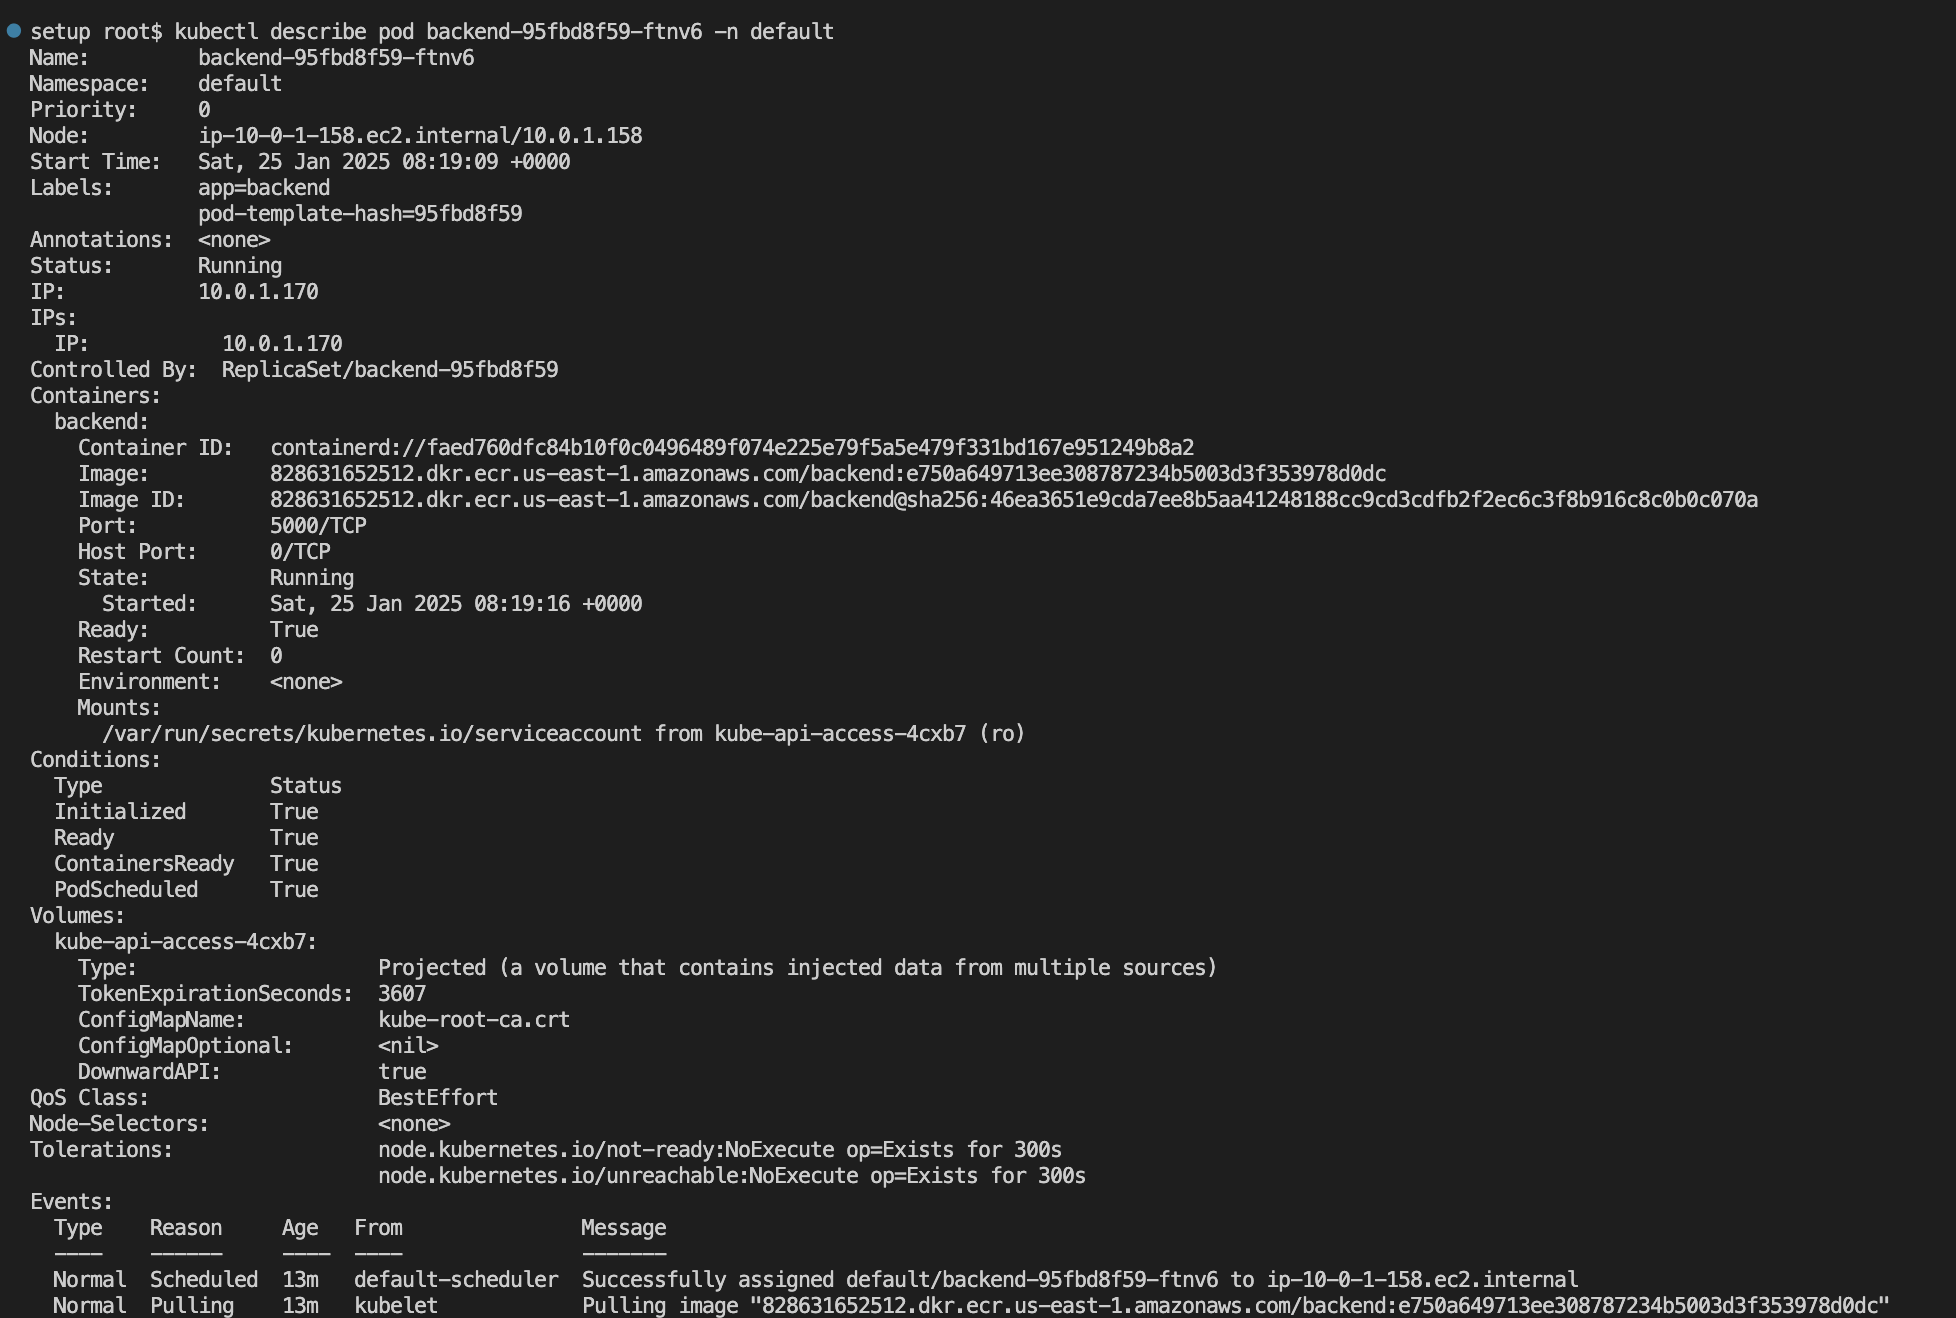 setup root$ kubectl describe pod backend-95fbd8f59-ftnv6 -n default
Name:         backend-95fbd8f59-ftnv6
Namespace:    default
Priority:     0
Node:         ip-10-0-1-158.ec2.internal/10.0.1.158
Start Time:   Sat, 25 Jan 2025 08:19:09 +0000
Labels:       app=backend
              pod-template-hash=95fbd8f59
Annotations:  <none>
Status:       Running
IP:           10.0.1.170
IPs:
  IP:           10.0.1.170
Controlled By:  ReplicaSet/backend-95fbd8f59
Containers:
  backend:
    Container ID:   containerd://faed760dfc84b10f0c0496489f074e225e79f5a5e479f331bd167e951249b8a2
    Image:          828631652512.dkr.ecr.us-east-1.amazonaws.com/backend:e750a649713ee308787234b5003d3f353978d0dc
    Image ID:       828631652512.dkr.ecr.us-east-1.amazonaws.com/backend@sha256:46ea3651e9cda7ee8b5aa41248188cc9cd3cdfb2f2ec6c3f8b916c8c0b0c070a
    Port:           5000/TCP
    Host Port:      0/TCP
    State:          Running
      Started:      Sat, 25 Jan 2025 08:19:16 +0000
    Ready:          True
    Restart Count:  0
    Environment:    <none>
    Mounts:
      /var/run/secrets/kubernetes.io/serviceaccount from kube-api-access-4cxb7 (ro)
Conditions:
  Type              Status
  Initialized       True
  Ready             True
  ContainersReady   True
  PodScheduled      True
Volumes:
  kube-api-access-4cxb7:
    Type:                    Projected (a volume that contains injected data from multiple sources)
    TokenExpirationSeconds:  3607
    ConfigMapName:           kube-root-ca.crt
    ConfigMapOptional:       <nil>
    DownwardAPI:             true
QoS Class:                   BestEffort
Node-Selectors:              <none>
Tolerations:                 node.kubernetes.io/not-ready:NoExecute op=Exists for 300s
                             node.kubernetes.io/unreachable:NoExecute op=Exists for 300s
Events:
  Type    Reason     Age   From               Message
  ----    ------     ----  ----               -------
  Normal  Scheduled  13m   default-scheduler  Successfully assigned default/backend-95fbd8f59-ftnv6 to ip-10-0-1-158.ec2.internal
  Normal  Pulling    13m   kubelet            Pulling image "828631652512.dkr.ecr.us-east-1.amazonaws.com/backend:e750a649713ee308787234b5003d3f353978d0dc"